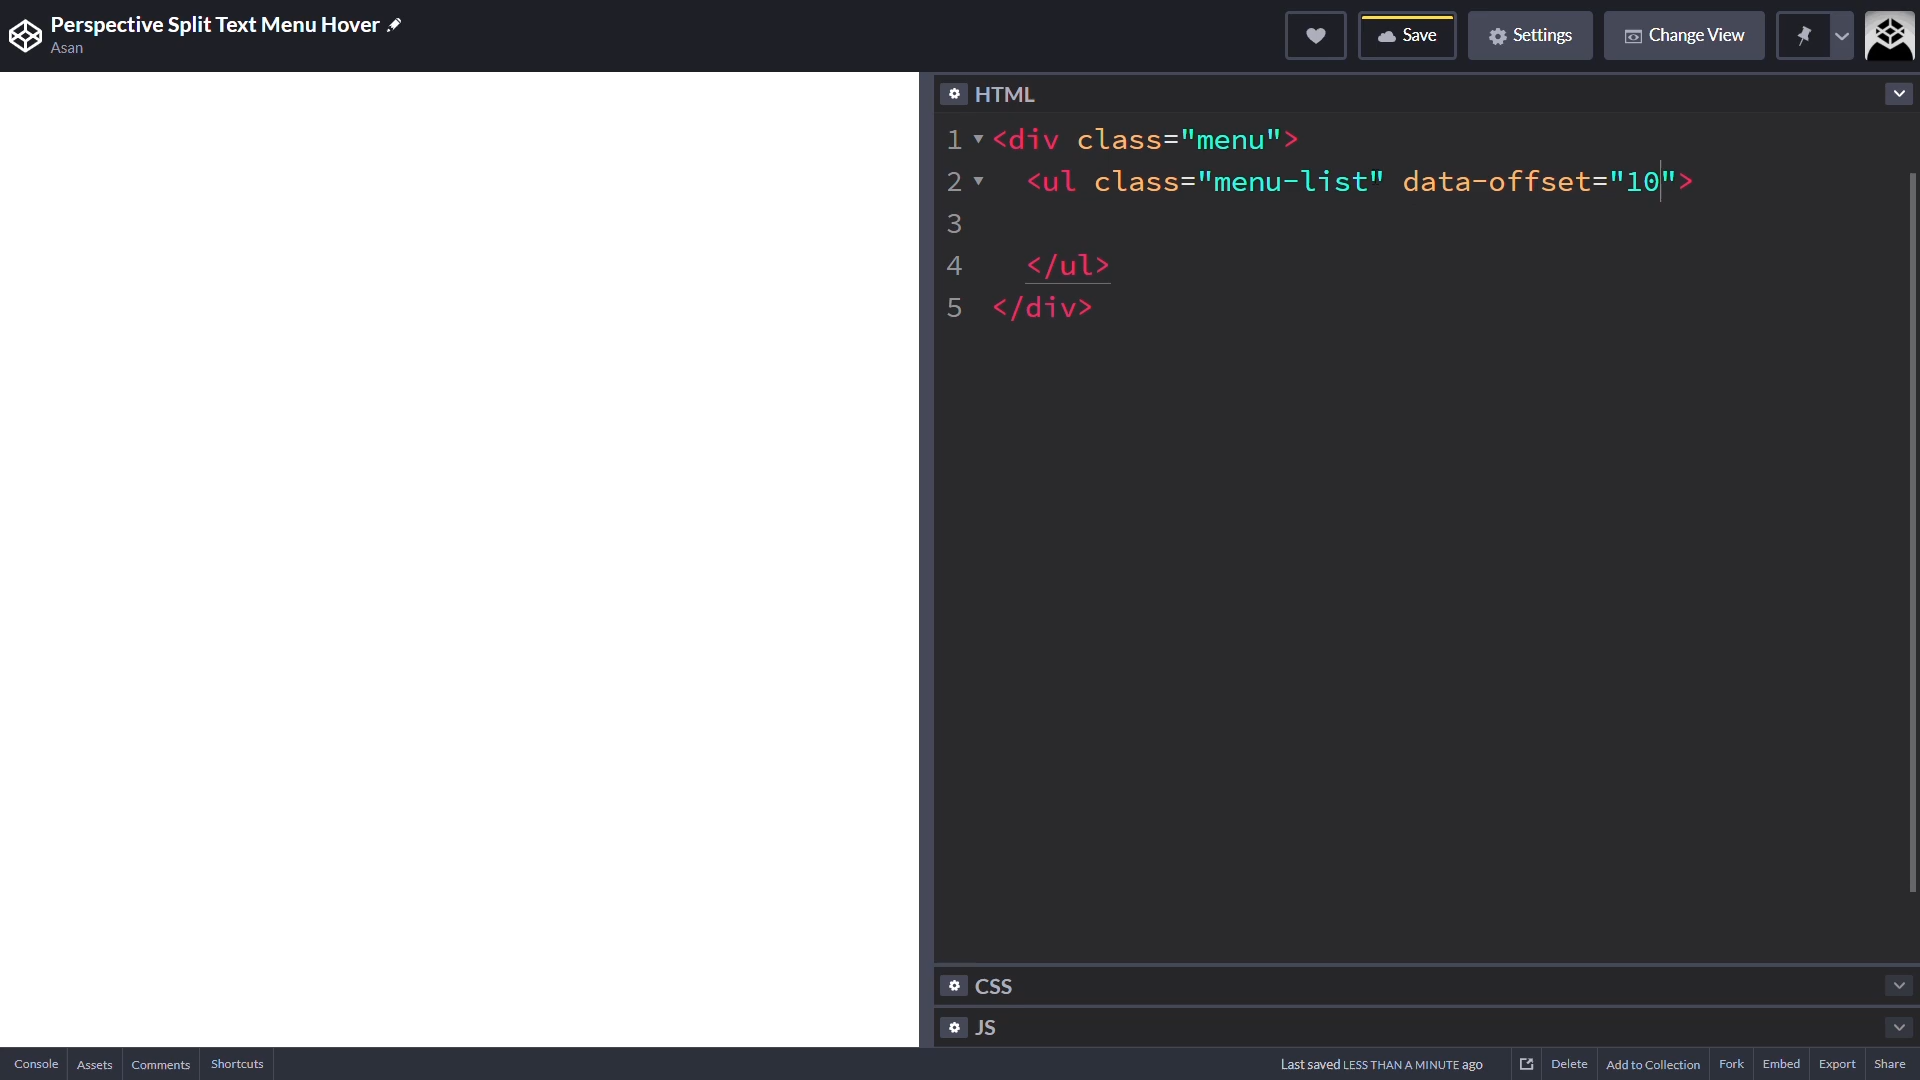 Perspective Split Text Menu Hover
Asan
Save
Settings
Change View
HTML
1 <div class="menu">
2 <ul class="menu-list" data-offset="10">
3
4 </ul>
5 </div>
CSS
JS
Console Assets Comments Shortcuts Last saved LESS THAN A MINUTE ago Delete Add to Collection Fork Embed Export Share